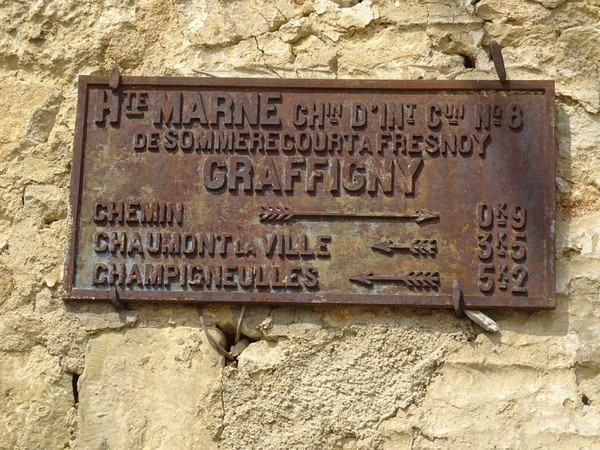 HTE MARNE CHIN D'INT CUN NO 8
DE SOMMERECOURT A FRESNOY
GRAFFIGNY
CHEMIN 0K9
CHAUMONT LA VILLE 3K5
CHAMPIGNEULLES 5K2